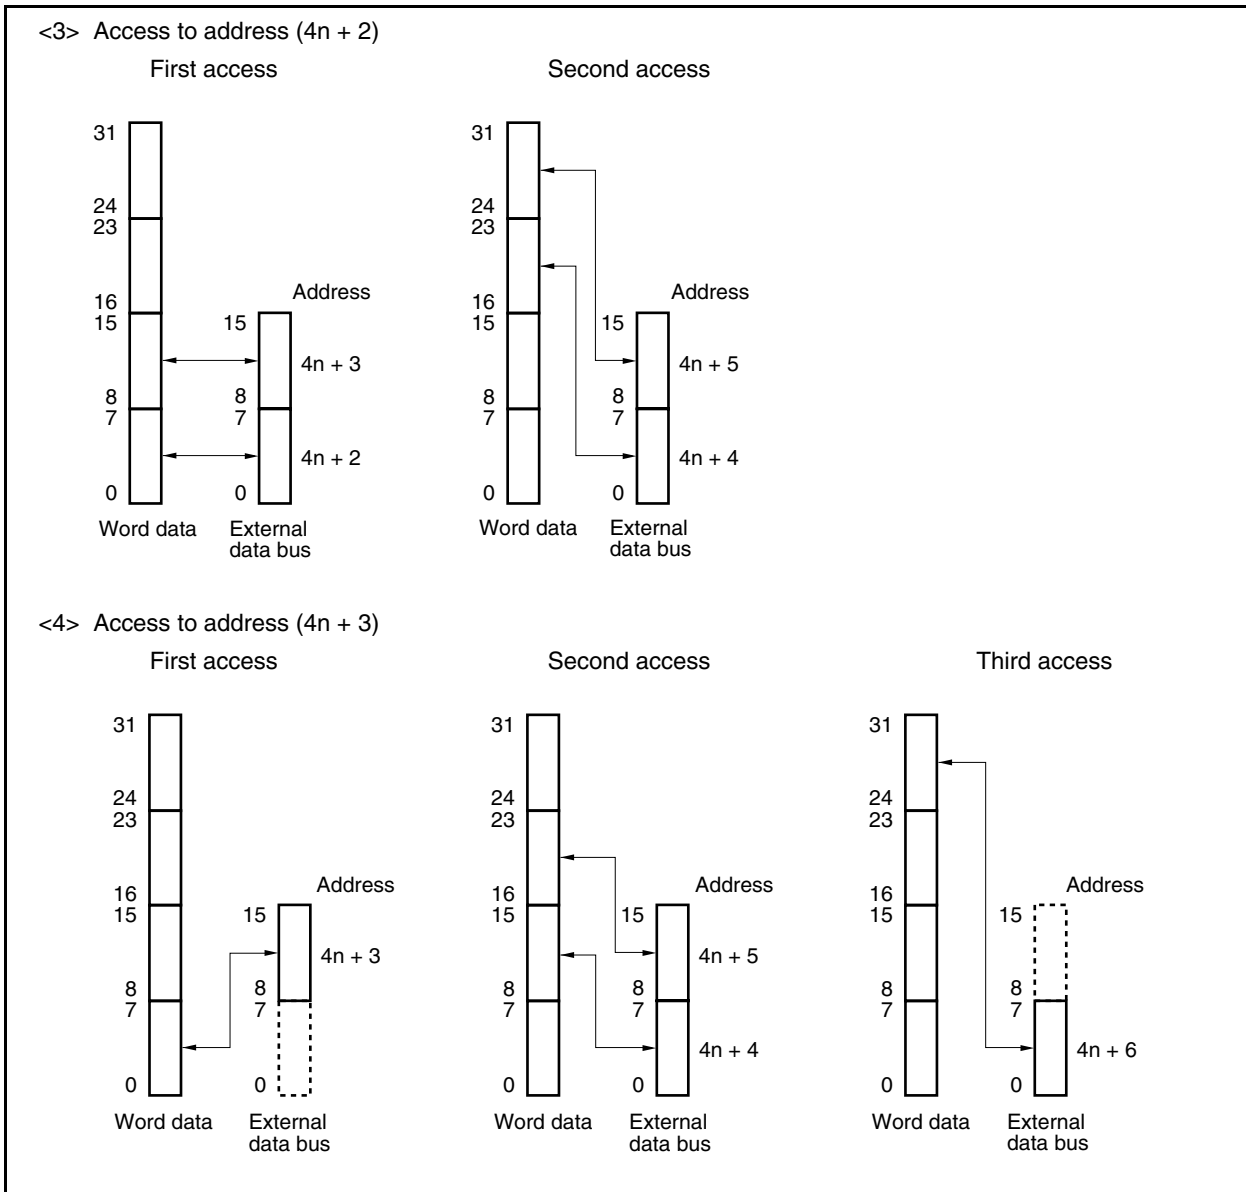 <3> Access to address (4n + 2)
First access Second access
31 31
24 24
23 23
Address Address
16 16
15 15 15 15
4n + 3 4n + 5
8 8 8 8
7 7 7 7
4n + 2 4n + 4
0 0 0 0
Word data External data bus Word data External data bus
<4> Access to address (4n + 3)
First access Second access Third access
31 31 31
24 24 24
23 23 23
Address Address Address
16 16 16
15 15 15 15 15 15
4n + 3 4n + 5
8 8 8 8 8 8
7 7 7 7 7 7
4n + 4 4n + 6
0 0 0 0 0 0
Word data External data bus Word data External data bus Word data External data bus